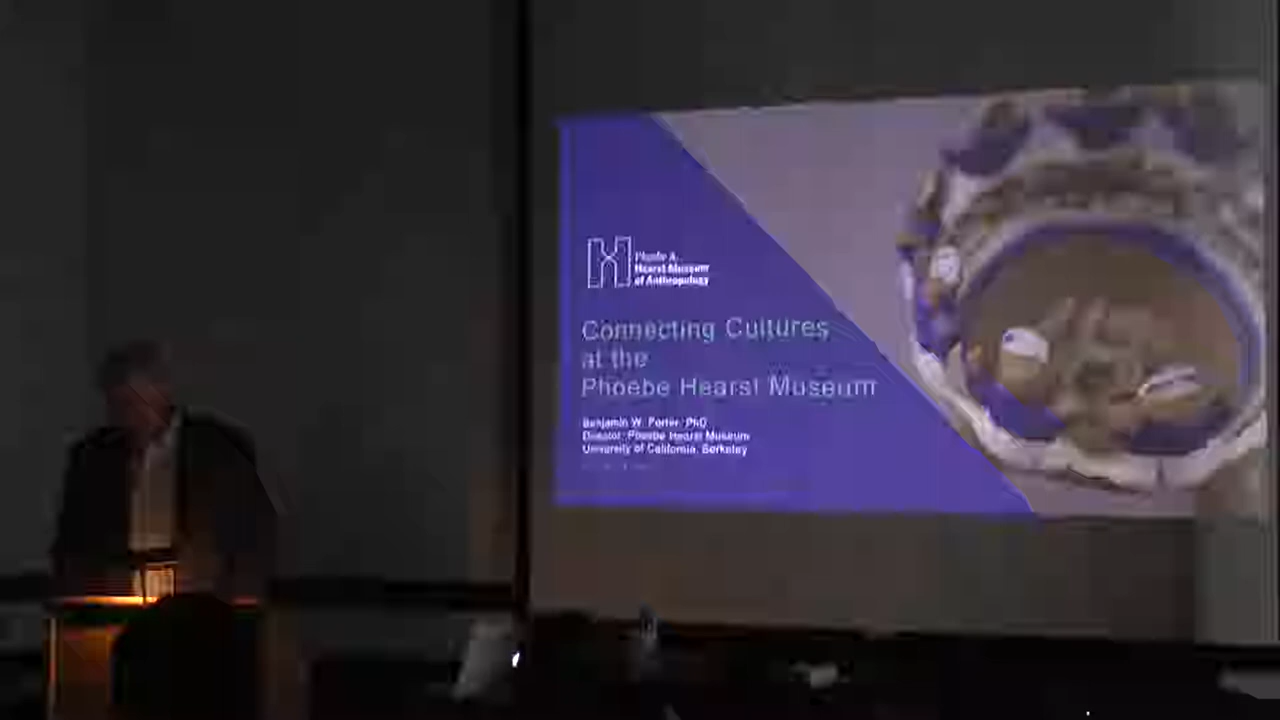 Phoebe A.
Hearst Museum
of Anthropology
Connecting Cultures
at the
Phoebe Hearst Museum
Benjamin W. Porter, PhD
Director, Phoebe Hearst Museum
University of California, Berkeley